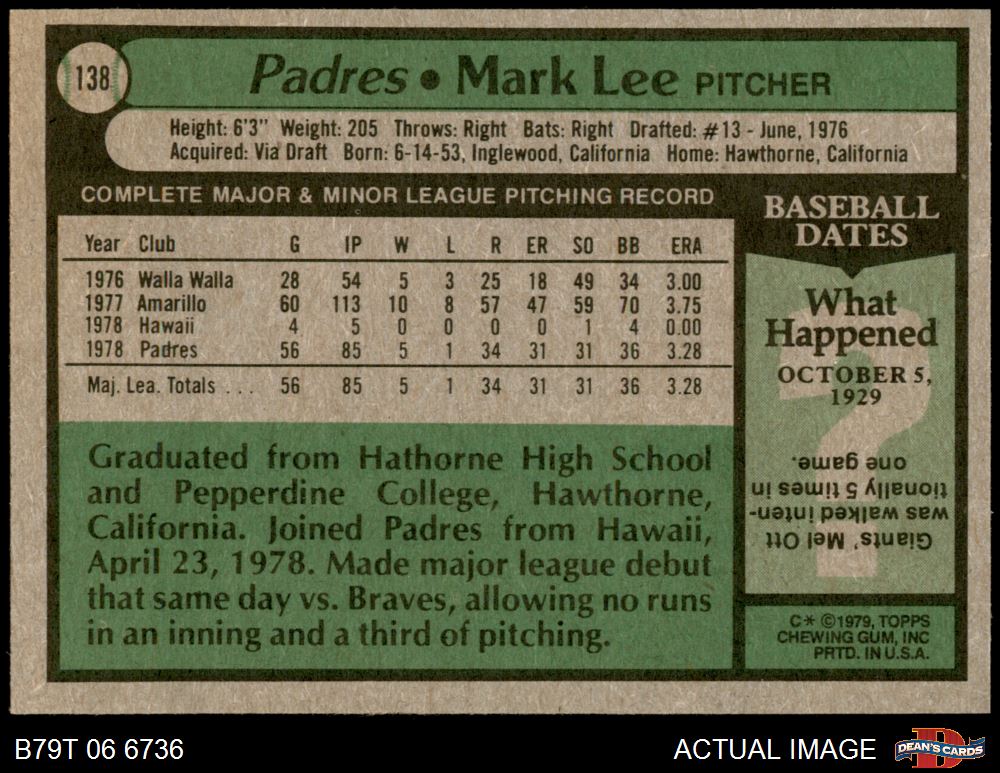 138
Padres • Mark Lee PITCHER
Height: 6'3" Weight: 205 Throws: Right Bats: Right Drafted: #13 - June, 1976
Acquired: Via Draft Born: 6-14-53, Inglewood, California Home: Hawthorne, California
COMPLETE MAJOR & MINOR LEAGUE PITCHING RECORD
Year Club G IP W L R ER SO BB ERA
1976 Walla Walla 28 54 5 3 25 18 49 34 3.00
1977 Amarillo 60 113 10 8 57 47 59 70 3.75
1978 Hawaii 4 5 0 0 0 0 1 4 0.00
1978 Padres 56 85 5 1 34 31 31 36 3.28
Maj. Lea. Totals . . . 56 85 5 1 34 31 31 36 3.28
Graduated from Hathorne High School
and Pepperdine College, Hawthorne,
California. Joined Padres from Hawaii,
April 23, 1978. Made major league debut
that same day vs. Braves, allowing no runs
in an inning and a third of pitching.
BASEBALL
DATES
What
Happened
OCTOBER 5,
1929
?
Giants' Mel Ott
was walked inten-
tionally 5 times in
one game.
C* ©1979, TOPPS
CHEWING GUM, INC
PRTD. IN U.S.A.
B79T 06 6736
ACTUAL IMAGE
D
DEAN'S CARDS